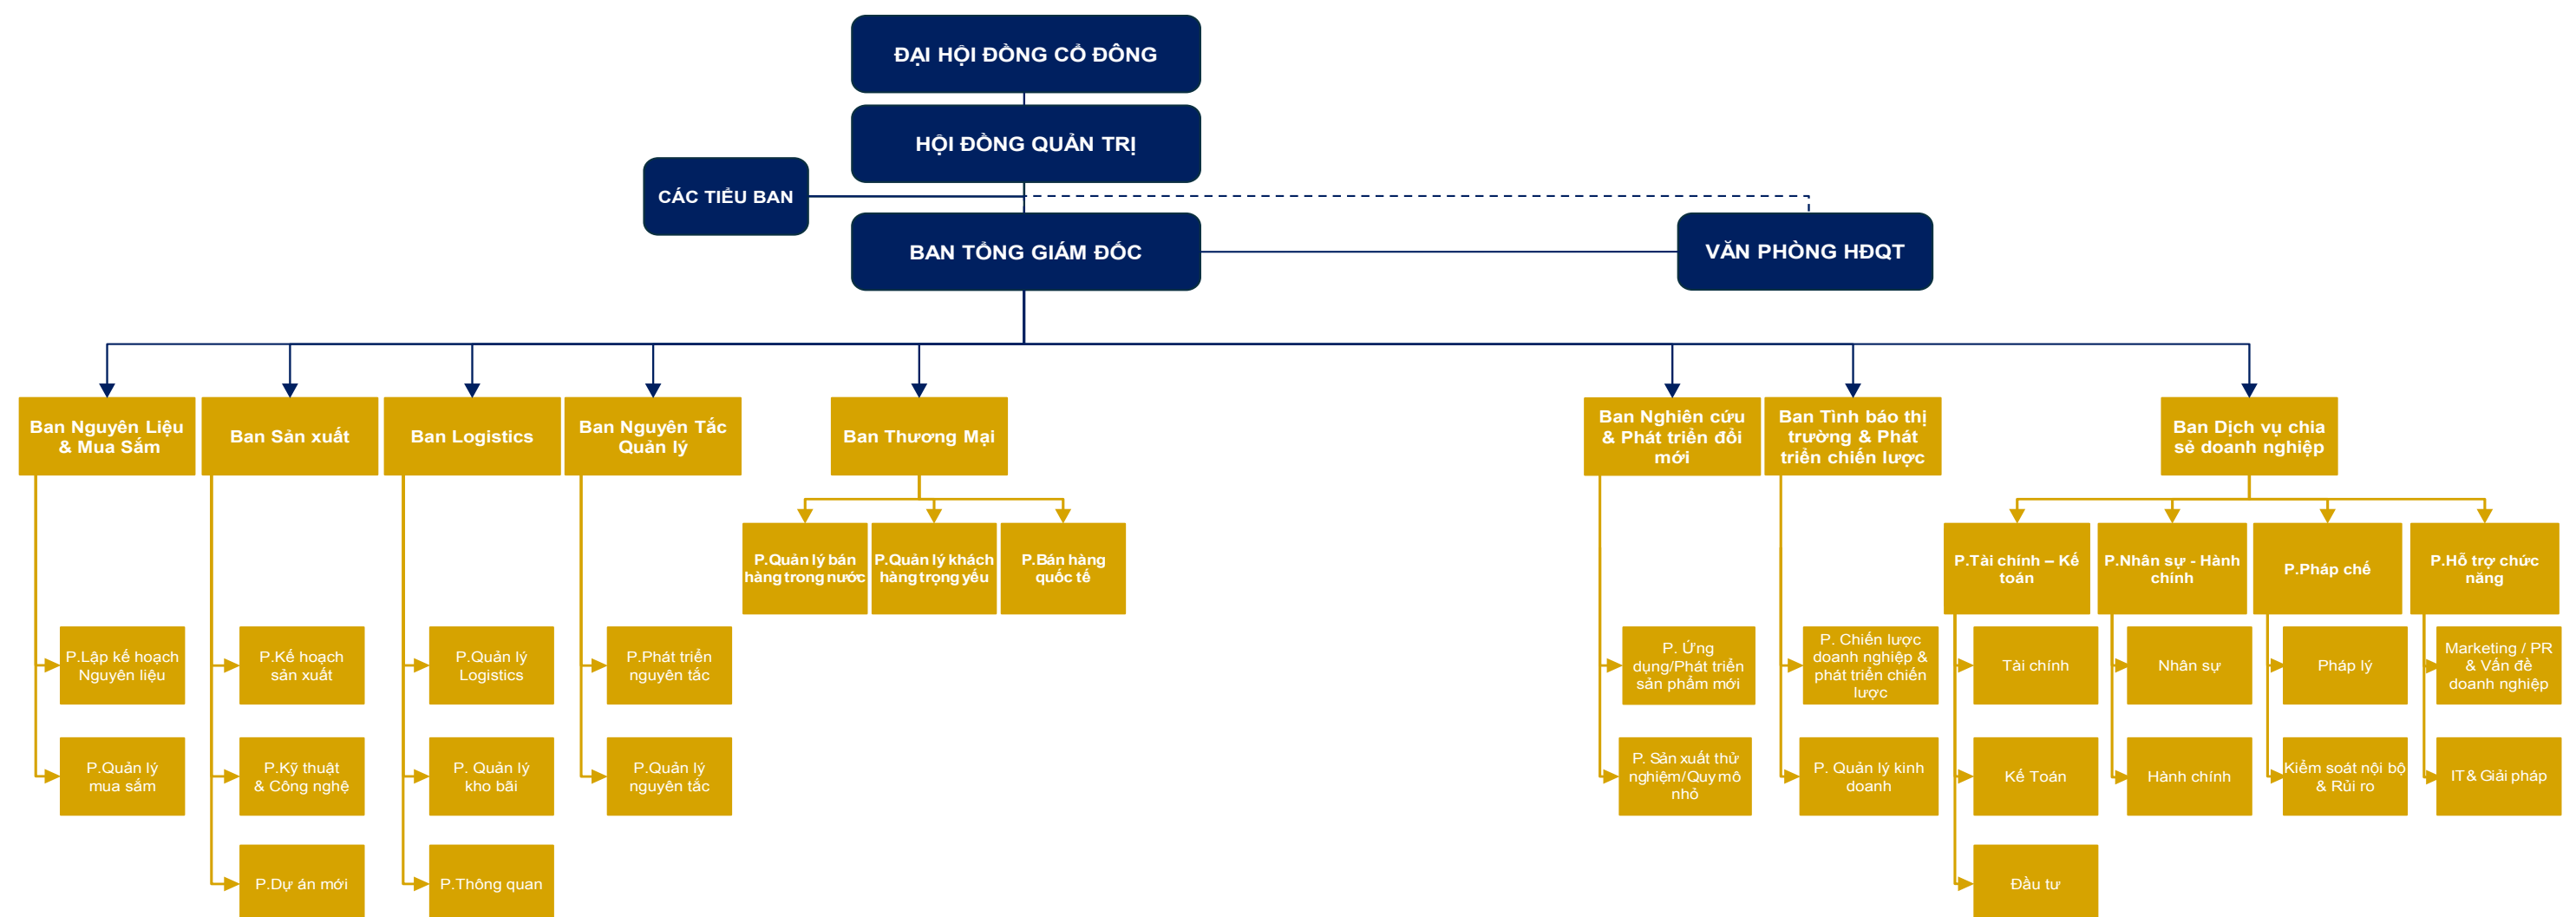 ĐẠI HỘI ĐỒNG CỔ ĐÔNG
HỘI ĐỒNG QUẢN TRỊ
CÁC TIỂU BAN
BAN TỔNG GIÁM ĐỐC
VĂN PHÒNG HĐQT
Ban Nguyên Liệu
& Mua Sắm
Ban Sản xuất
Ban Logistics
Ban Nguyên Tắc
Quản lý
Ban Thương Mại
Ban Nghiên cứu
& Phát triển đổi
mới
Ban Tình báo thị
trường & Phát
triển chiến lược
Ban Dịch vụ chia
sẻ doanh nghiệp
P.Quản lý bán
hàng trong nước
P.Quản lý khách
hàng trọng yếu
P.Bán hàng
quốc tế
P.Tài chính – Kế
toán
P.Nhân sự - Hành
chính
P.Pháp chế
P.Hỗ trợ chức
năng
P.Lập kế hoạch
Nguyên liệu
P.Kế hoạch
sản xuất
P.Quản lý
Logistics
P.Phát triển
nguyên tắc
P. Ứng
dụng/Phát triển
sản phẩm mới
P. Chiến lược
doanh nghiệp &
phát triển chiến
lược
Tài chính
Nhân sự
Pháp lý
Marketing / PR
& Vấn đề
doanh nghiệp
P.Quản lý
mua sắm
P.Kỹ thuật
& Công nghệ
P. Quản lý
kho bãi
P.Quản lý
nguyên tắc
P. Sản xuất thử
nghiệm/Quy mô
nhỏ
P. Quản lý kinh
doanh
Kế Toán
Hành chính
Kiểm soát nội bộ
& Rủi ro
IT & Giải pháp
P.Dự án mới
P.Thông quan
Đầu tư